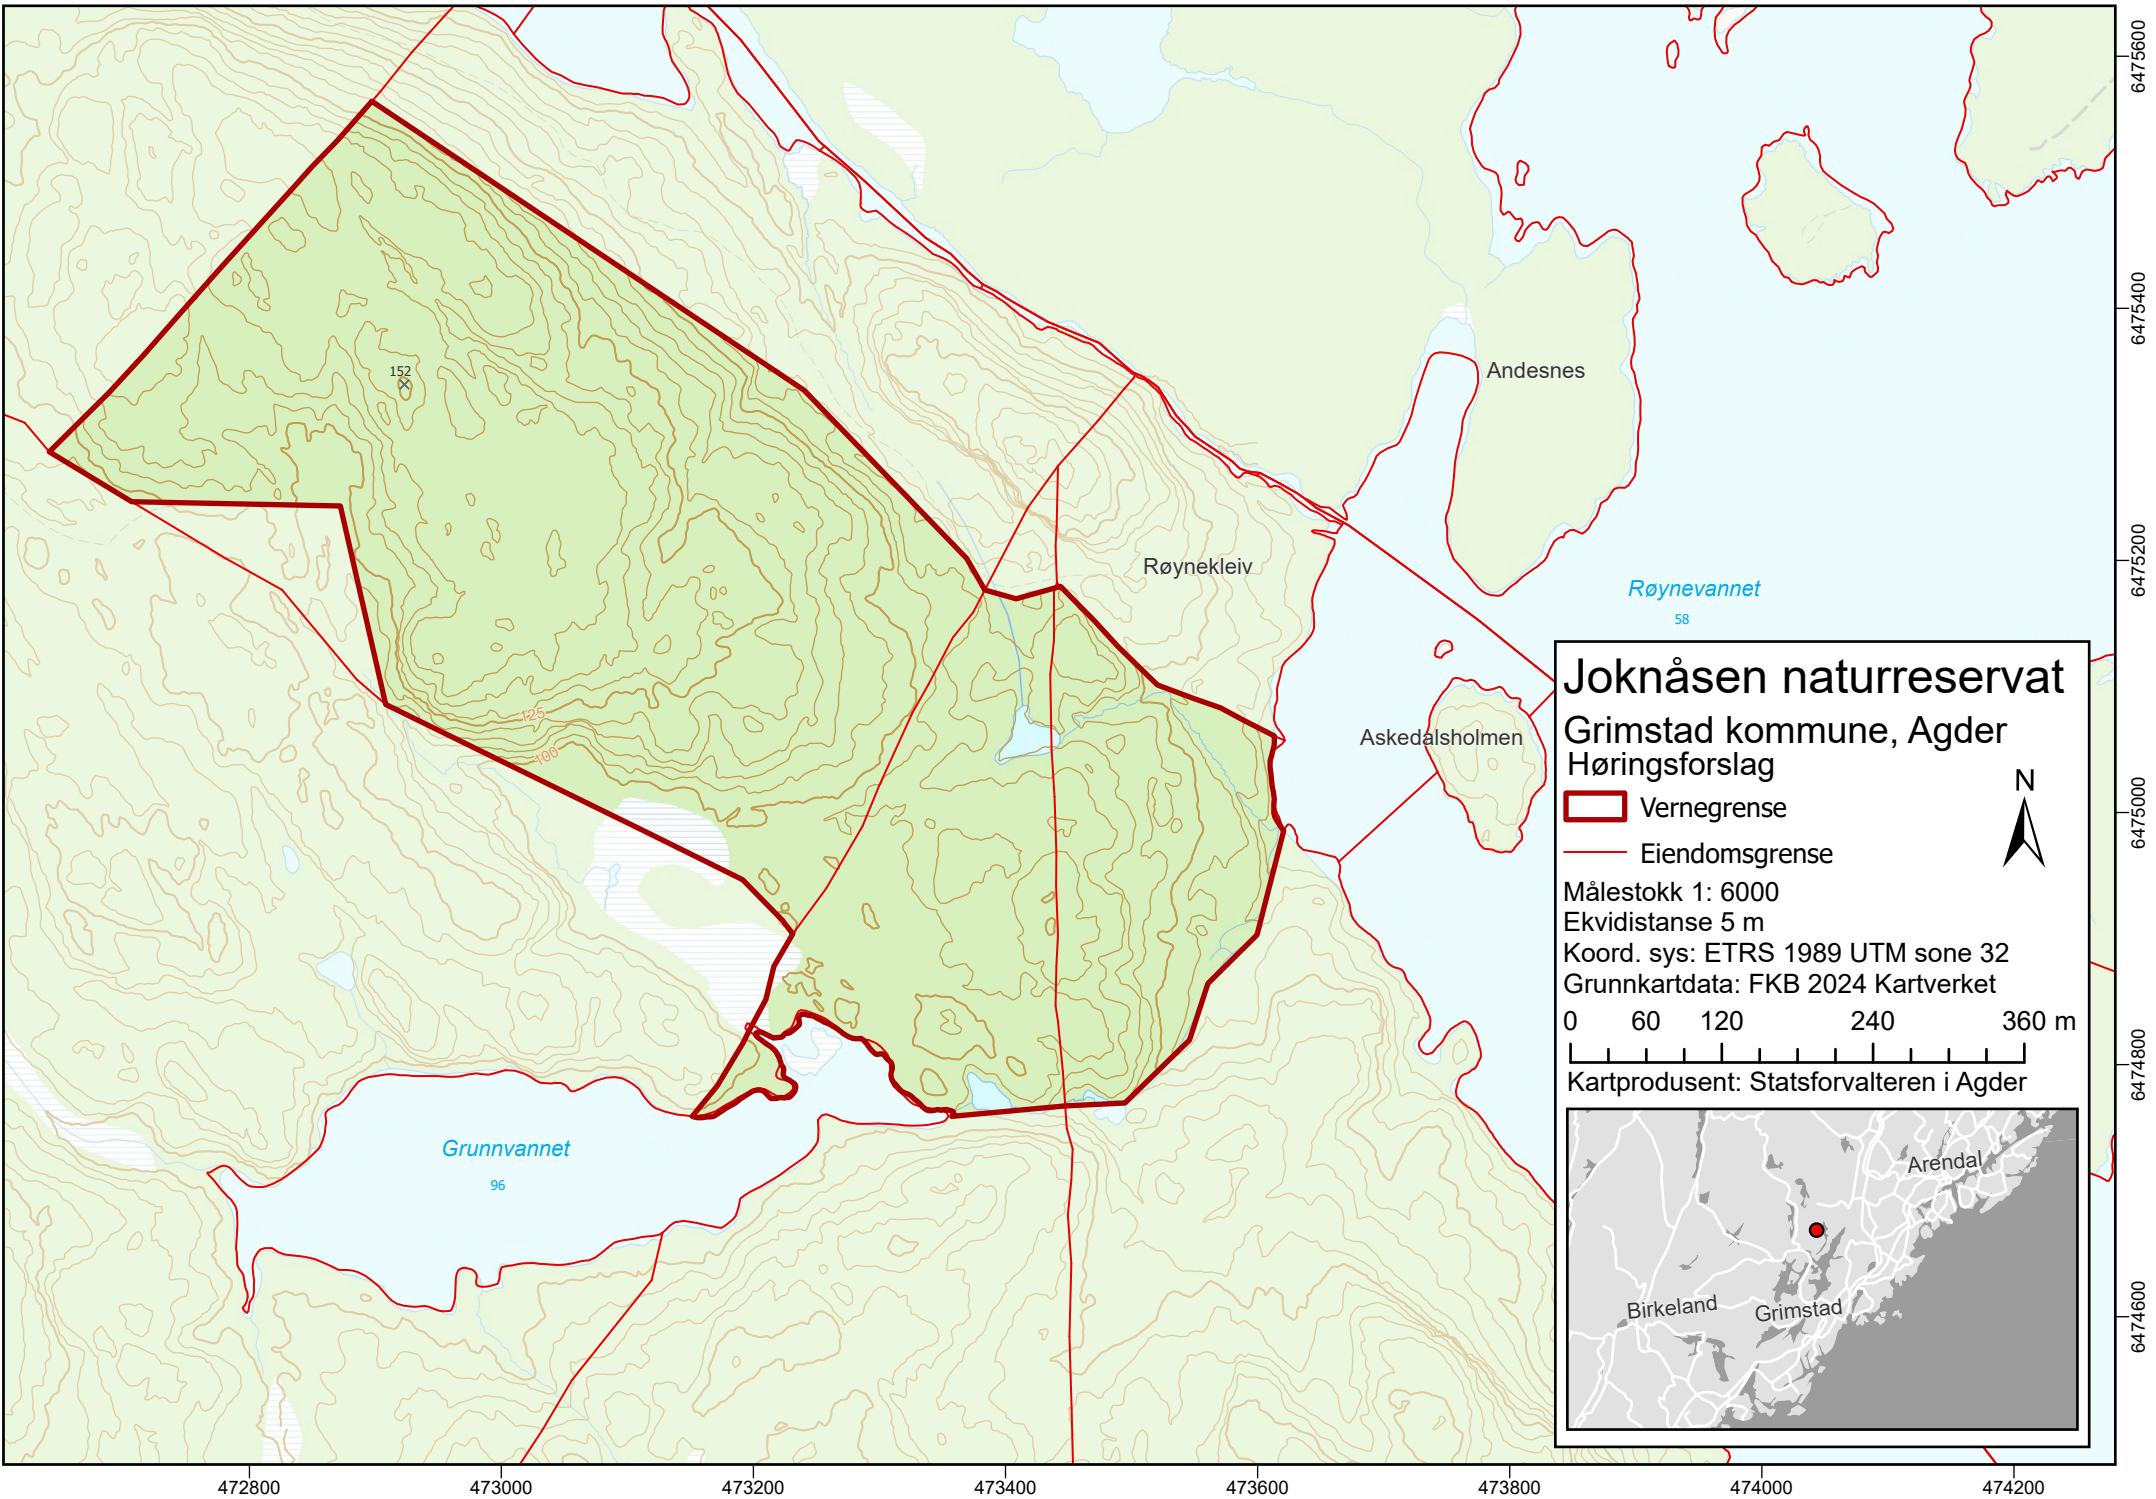 6475600
6475400
6475200
6475000
6474800
6474600
152
Andesnes
Røynekleiv
Røynevannet
58
125
100
Askedalsholmen
Grunnvannet
96
Joknåsen naturreservat
Grimstad kommune, Agder
Høringsforslag
N
Vernegrense
Eiendomsgrense
Målestokk 1: 6000
Ekvidistanse 5 m
Koord. sys: ETRS 1989 UTM sone 32
Grunnkartdata: FKB 2024 Kartverket
0 60 120 240 360 m
Kartprodusent: Statsforvalteren i Agder
Arendal
Birkeland
Grimstad
472800 473000 473200 473400 473600 473800 474000 474200